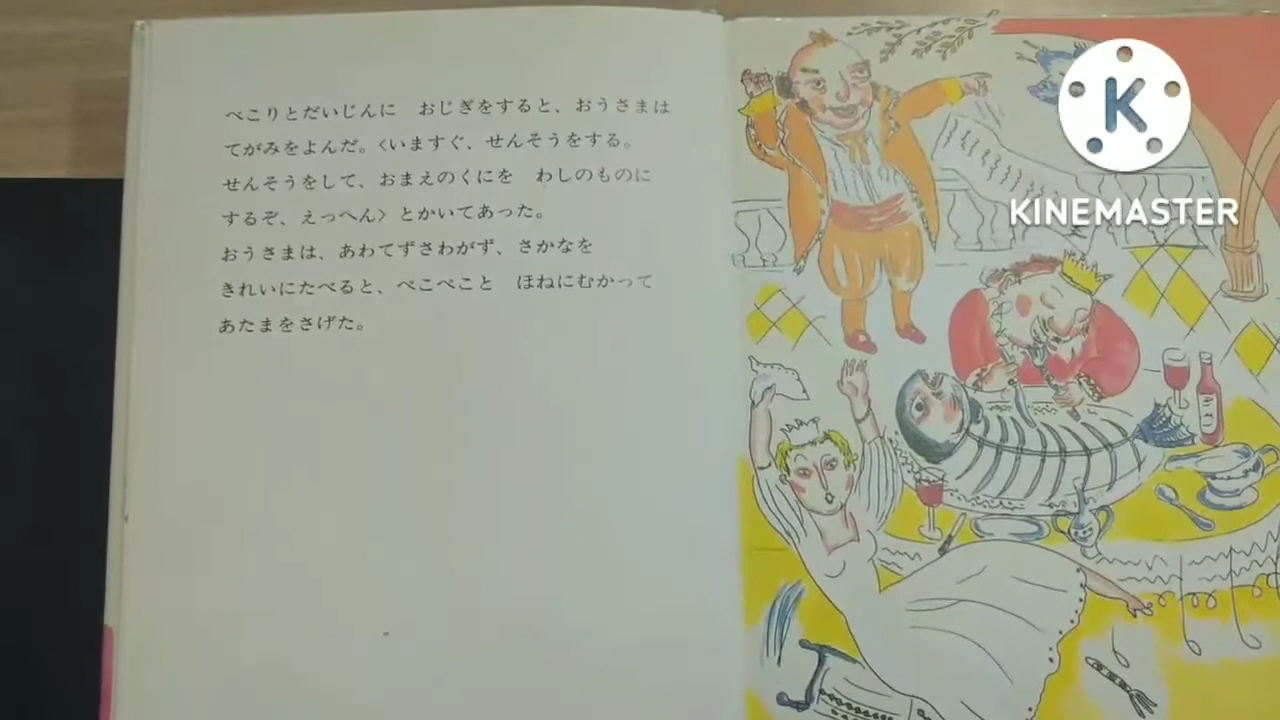 ぺこりとだいじんに　おじぎをすると、おうさまは
てがみをよんだ。〈いますぐ、せんそうをする。
せんそうをして、おまえのくにを　わしのものに
するぞ、えっへん〉とかいてあった。
おうさまは、あわてずさわがず、さかなを
きれいにたべると、ぺこぺこと　ほねにむかって
あたまをさげた。
K
KINEMASTER